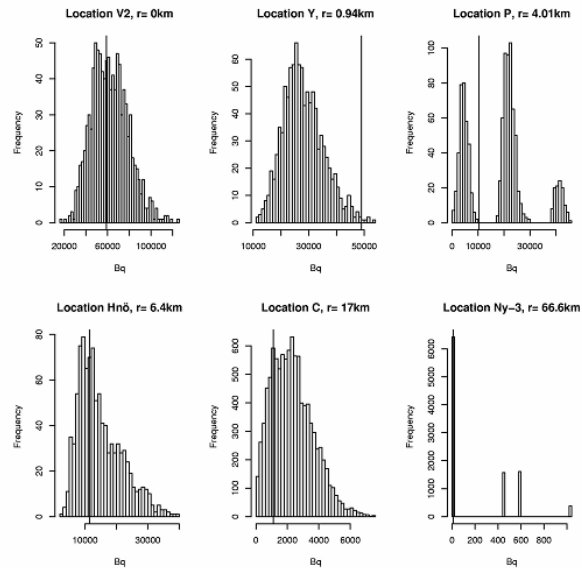 Location V2, r= 0km
Frequency
0 10 20 30 40 50
20000 60000 100000
Bq
Location Y, r= 0.94km
Frequency
0 20 40 60
10000 30000 50000
Bq
Location P, r= 4.01km
Frequency
0 20 40 60 80 100
0 10000 30000
Bq
Location Hnö, r= 6.4km
Frequency
0 20 40 60 80
10000 30000
Bq
Location C, r= 17km
Frequency
0 100 200 300 400 500 600
0 2000 4000 6000
Bq
Location Ny-3, r= 66.6km
Frequency
0 1000 2000 3000 4000 5000 6000
0 200 400 600 800
Bq